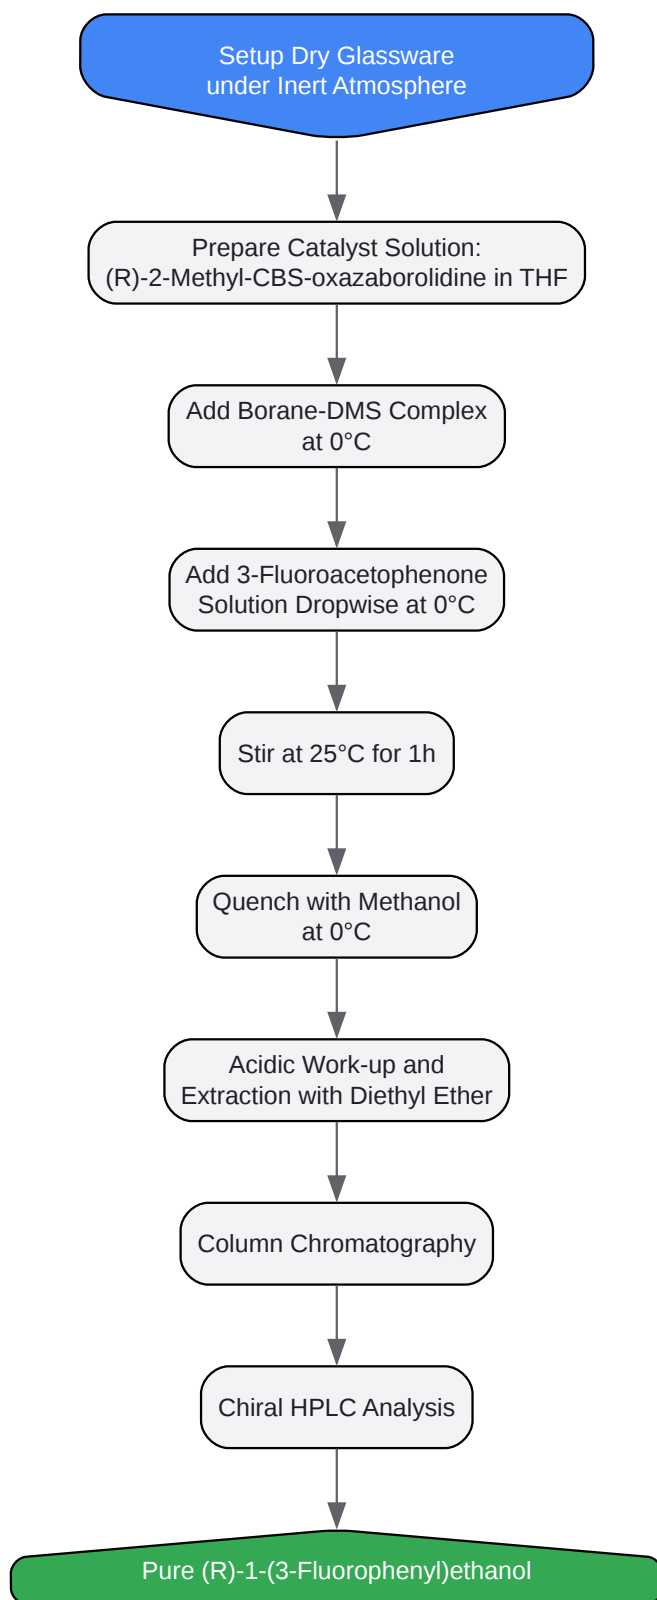 Setup Dry Glassware
under Inert Atmosphere
Prepare Catalyst Solution:
(R)-2-Methyl-CBS-oxazaborolidine in THF
Add Borane-DMS Complex
at 0°C
Add 3-Fluoroacetophenone
Solution Dropwise at 0°C
Stir at 25°C for 1h
Quench with Methanol
at 0°C
Acidic Work-up and
Extraction with Diethyl Ether
Column Chromatography
Chiral HPLC Analysis
Pure (R)-1-(3-Fluorophenyl)ethanol